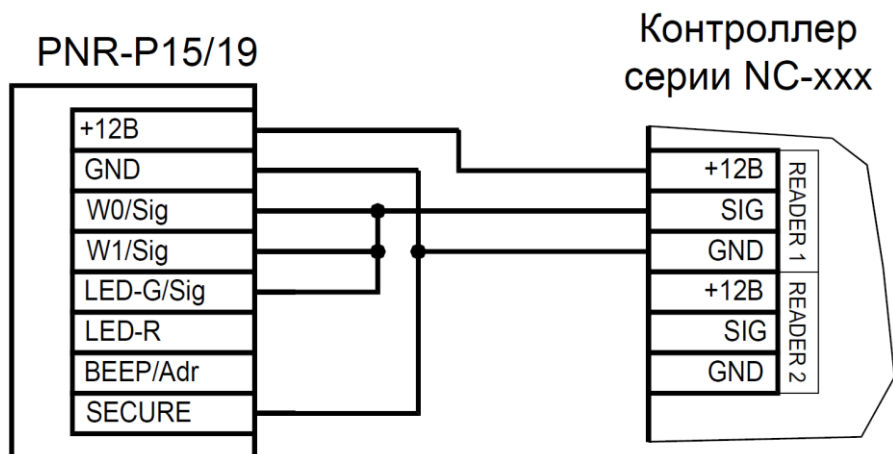 PNR-P15/19
+12В
GND
W0/Sig
W1/Sig
LED-G/Sig
LED-R
BEEP/Adr
SECURE
Контроллер
серии NC-xxx
+12В
SIG
GND
READER 1
+12В
SIG
GND
READER 2